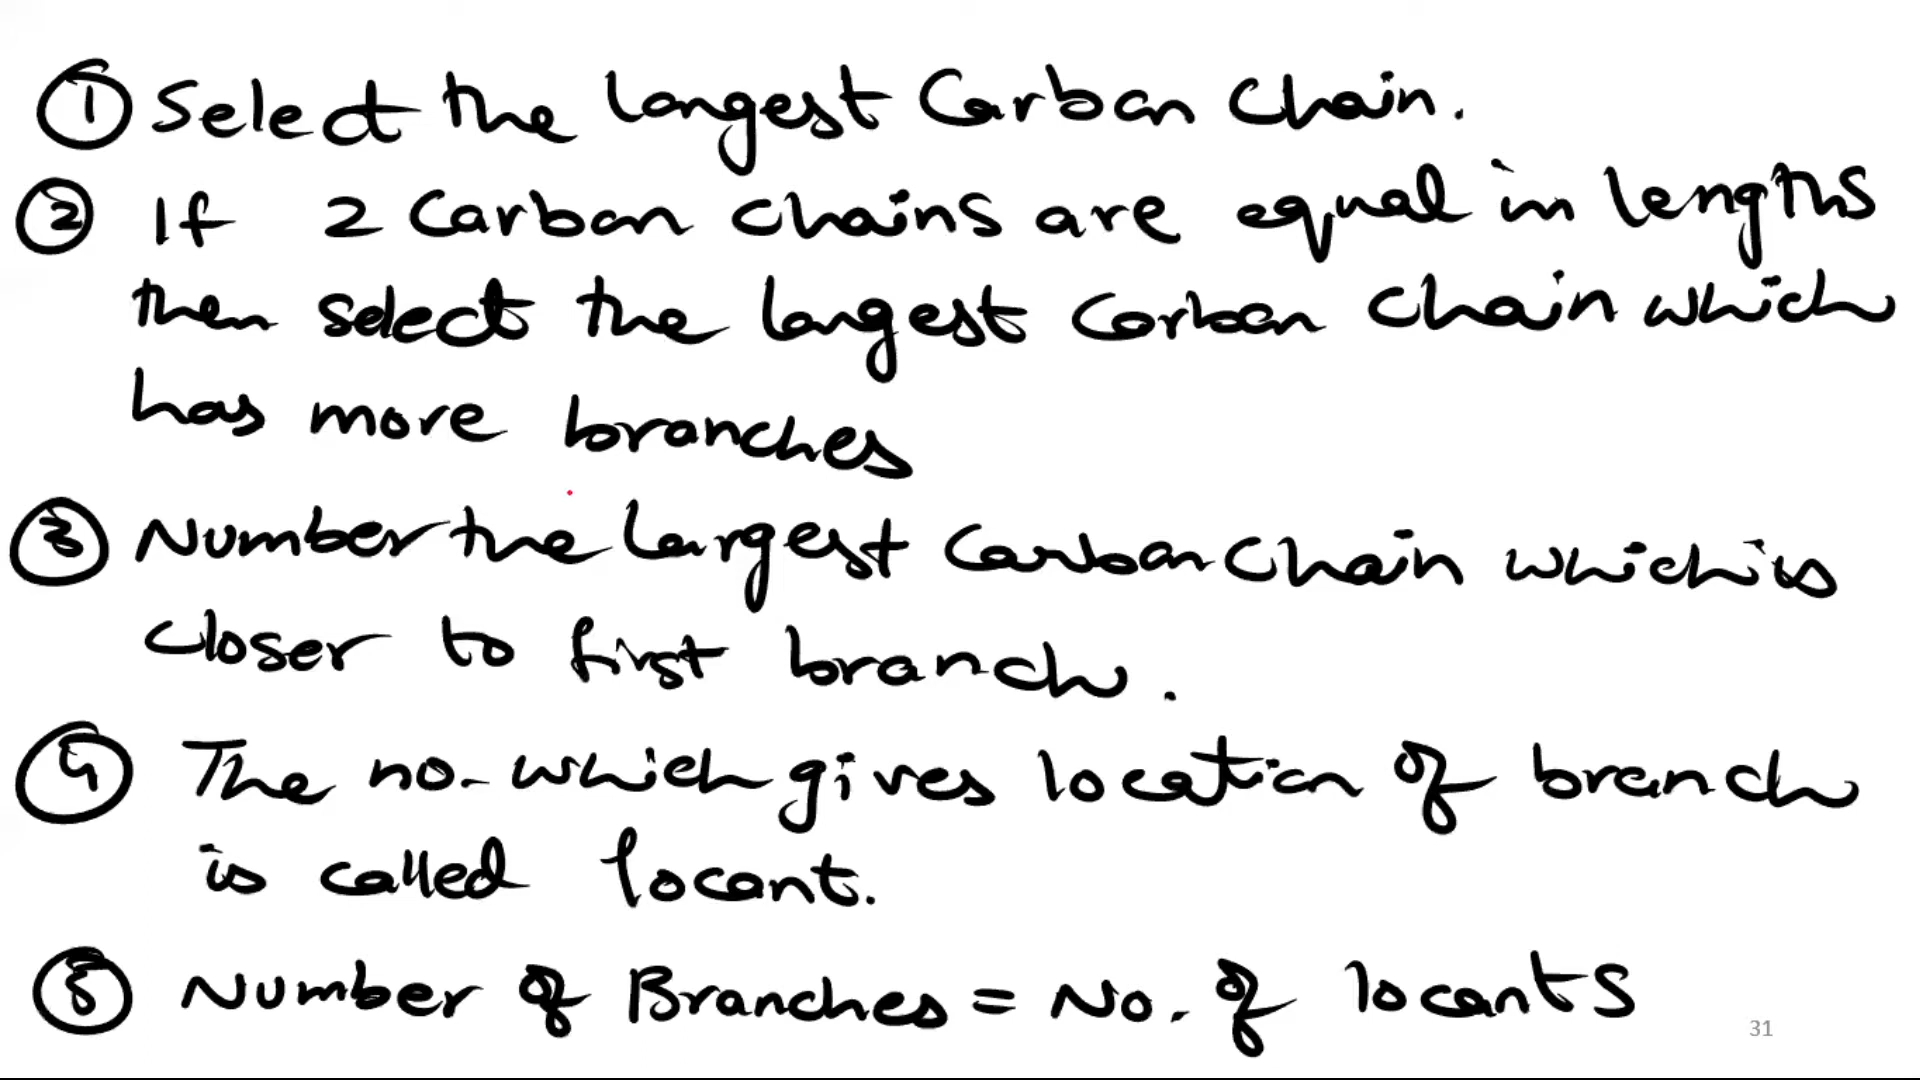 ① Select the largest Carbon Chain.
② If 2 Carbon chains are equal in lengths
then select the largest Carbon Chain which
has more branches
③ Number the largest Carbon Chain which is
closer to first branch.
④ The no. which gives location of branch
is called locant.
⑤ Number of Branches = No. of locants
31